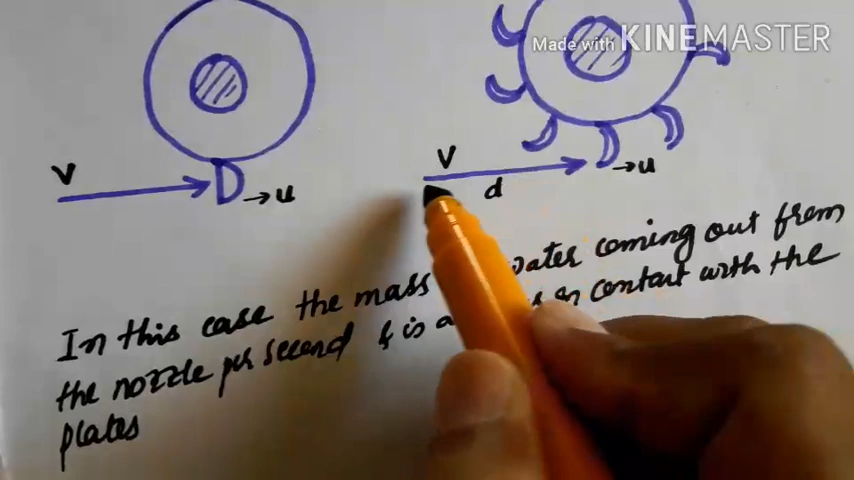 Made with KINEMASTER
V
u
V
d
u
In this case the mass water coming out from
the nozzle per second & is a in contact with the
plates